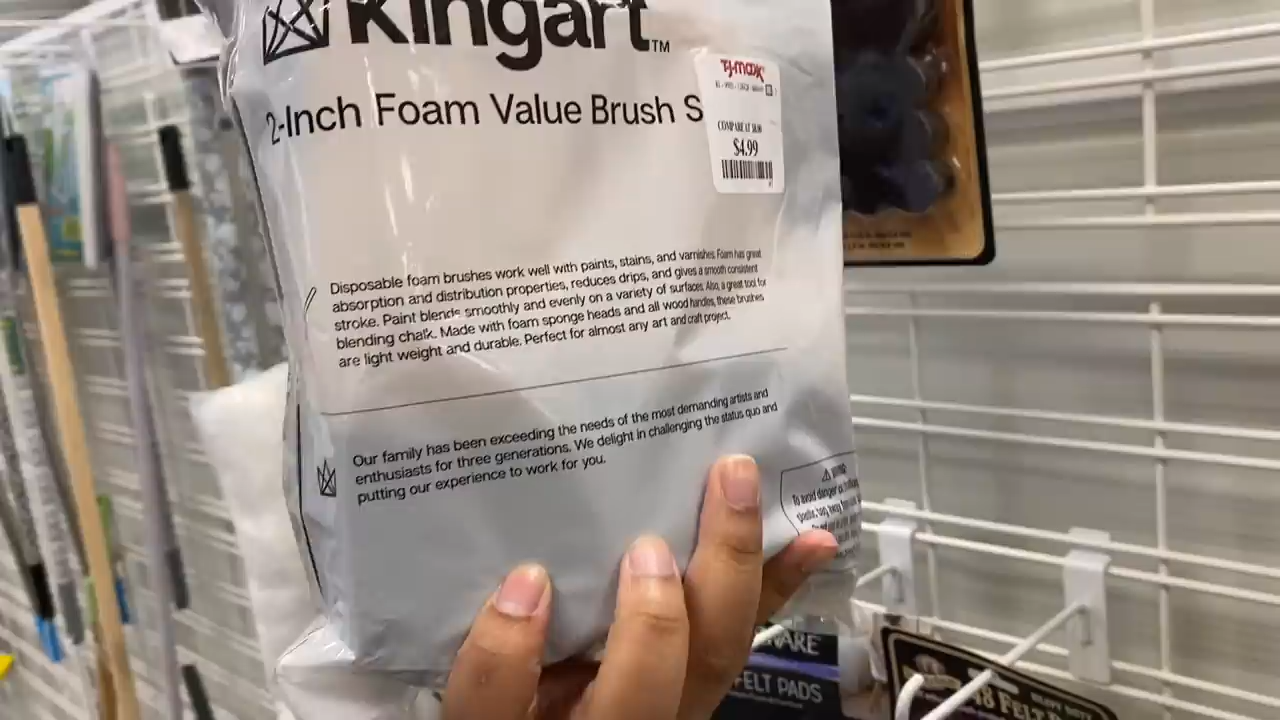 Kingart™
2-Inch Foam Value Brush S
T.J.maxx
COMPARE AT
$4.99
Disposable foam brushes work well with paints, stains, and varnishes. Foam has great
absorption and distribution properties, reduces drips, and gives a smooth consistent
stroke. Paint blends smoothly and evenly on a variety of surfaces. Also, a great tool for
blending chalk. Made with foam sponge heads and all wood handles, these brushes
are light weight and durable. Perfect for almost any art and craft project.
Our family has been exceeding the needs of the most demanding artists and
enthusiasts for three generations. We delight in challenging the status quo and
putting our experience to work for you.
To avoid danger of
FELT PADS
HEAVY DUTY
48 FELT